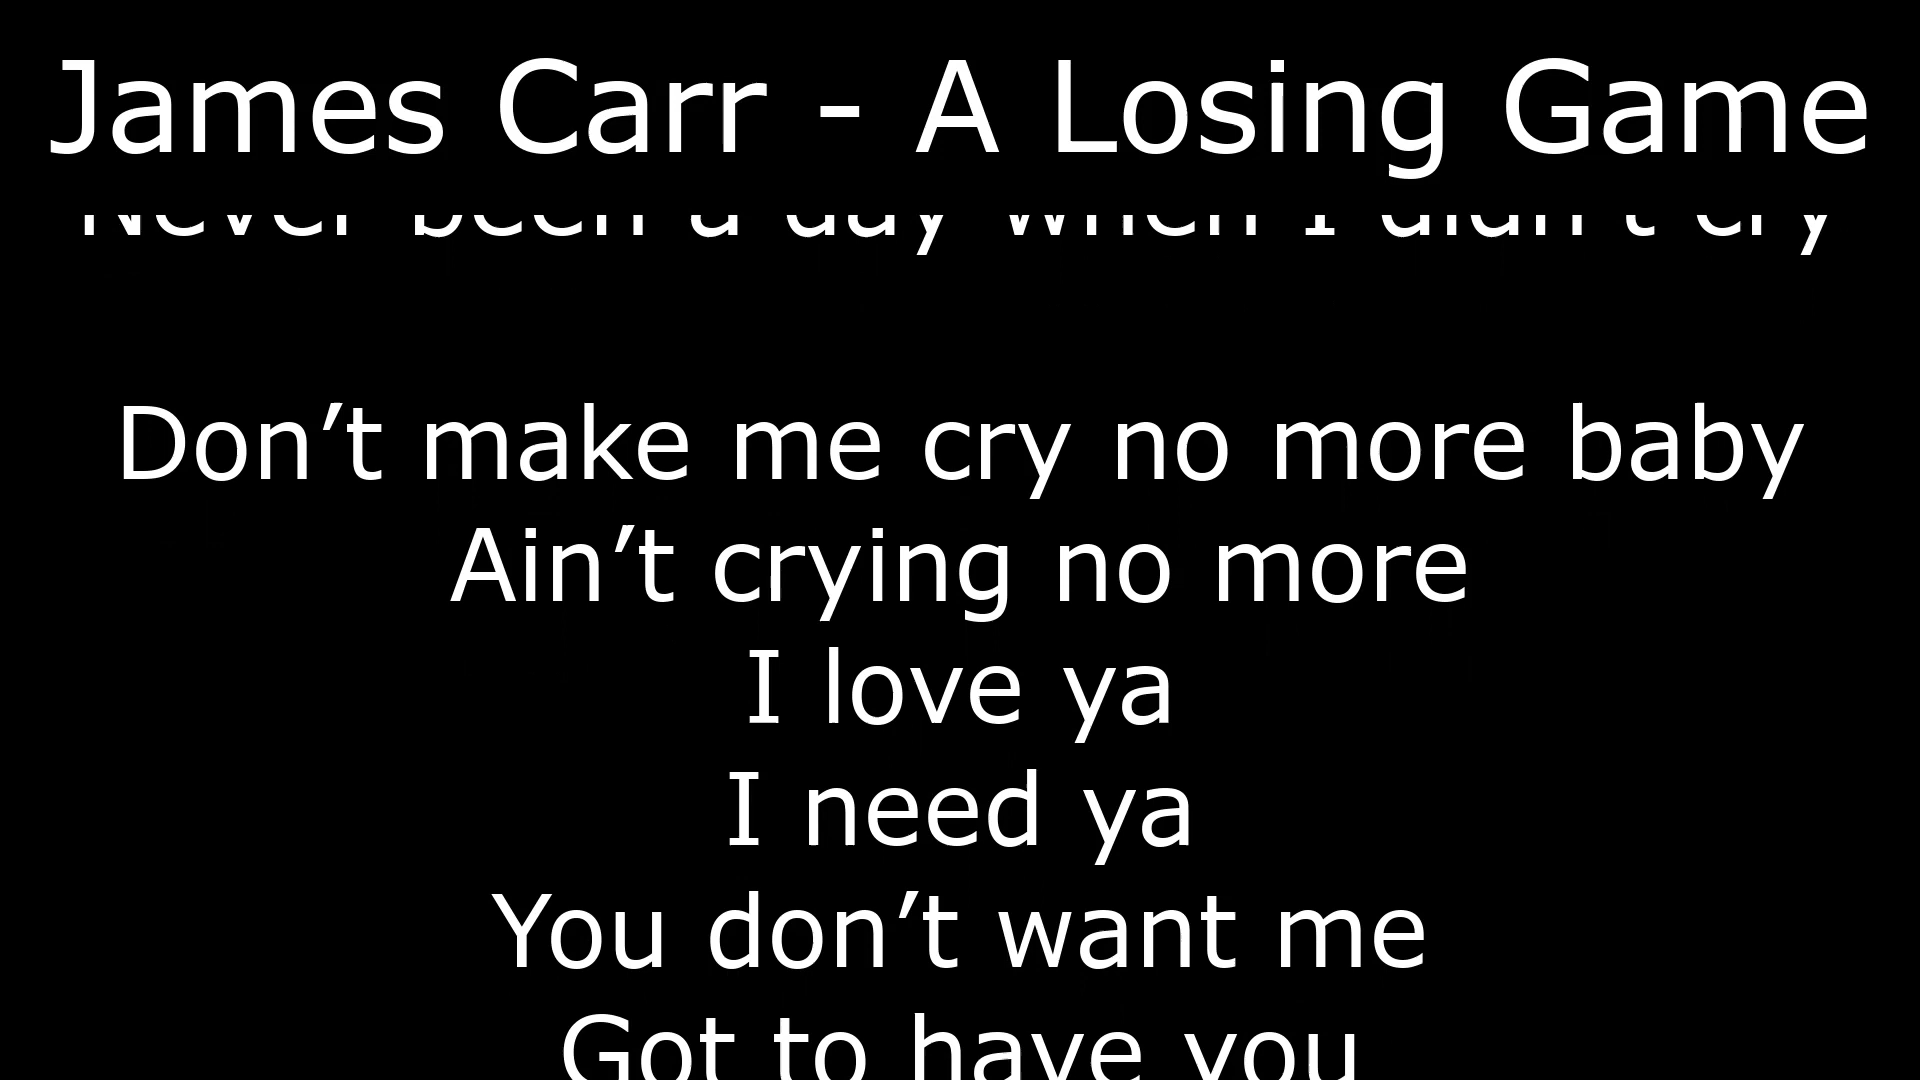 James Carr - A Losing Game
Never been a day when I didn't cry
Don’t make me cry no more baby
Ain’t crying no more
I love ya
I need ya
You don’t want me
Got to have you